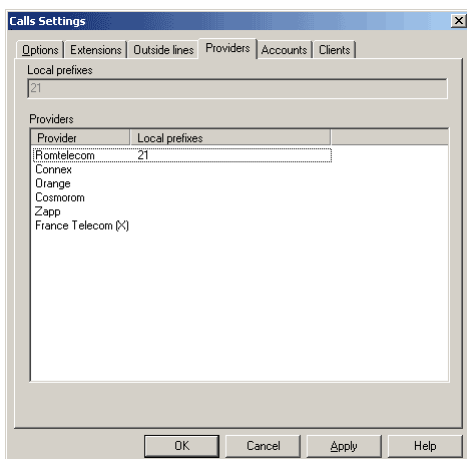 Calls Settings
Options Extensions Outside lines Providers Accounts Clients
Local prefixes
21
Providers
Provider Local prefixes
Romtelecom 21
Connex
Orange
Cosmorom
Zapp
France Telecom (X)
OK Cancel Apply Help